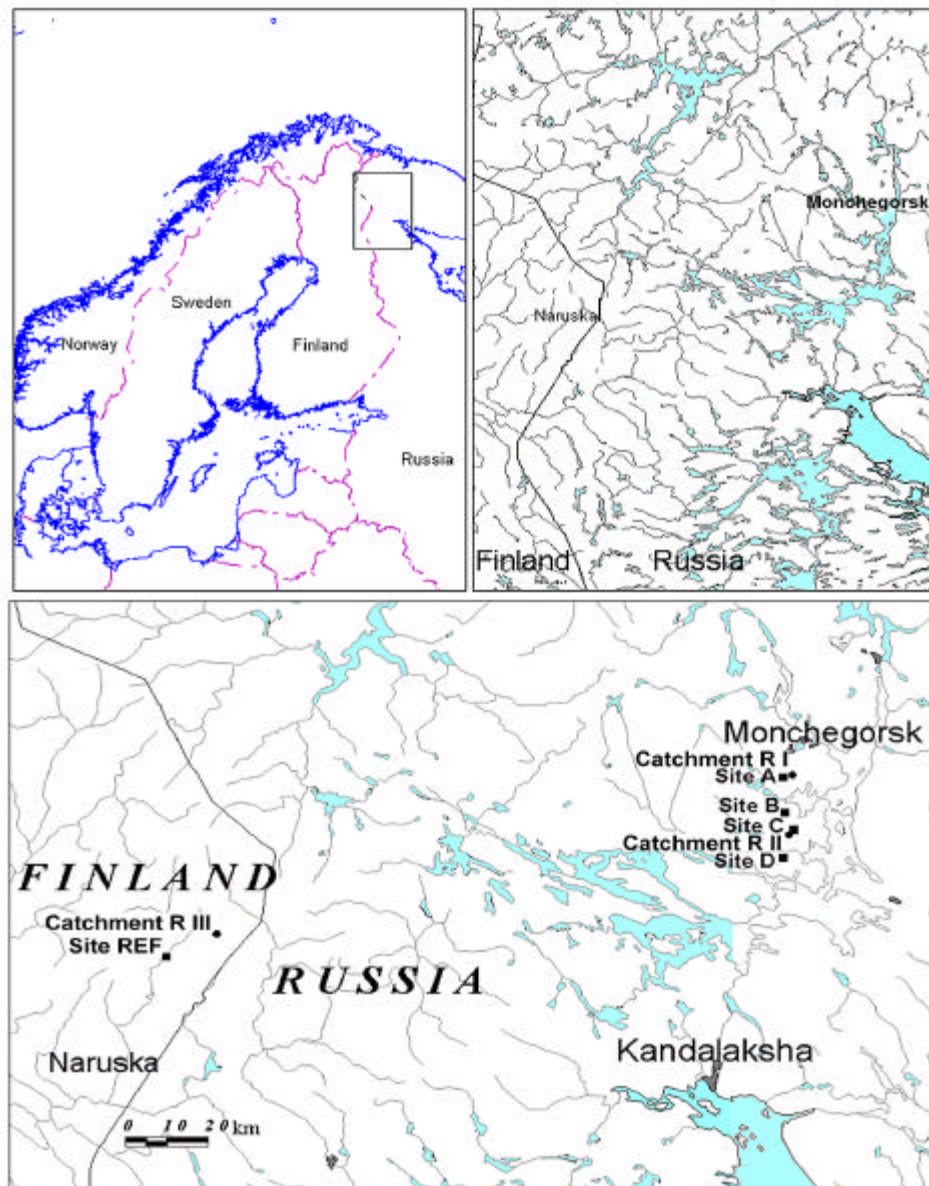 Sweden
Norway
Finland
Russia
Monchegorsk
Naruska
Finland
Russia
Monchegorsk
Catchment R I
Site A
Site B
Site C
Catchment R II
Site D
FINLAND
Catchment R III
Site REF
RUSSIA
Kandalaksha
Naruska
0 10 20 km